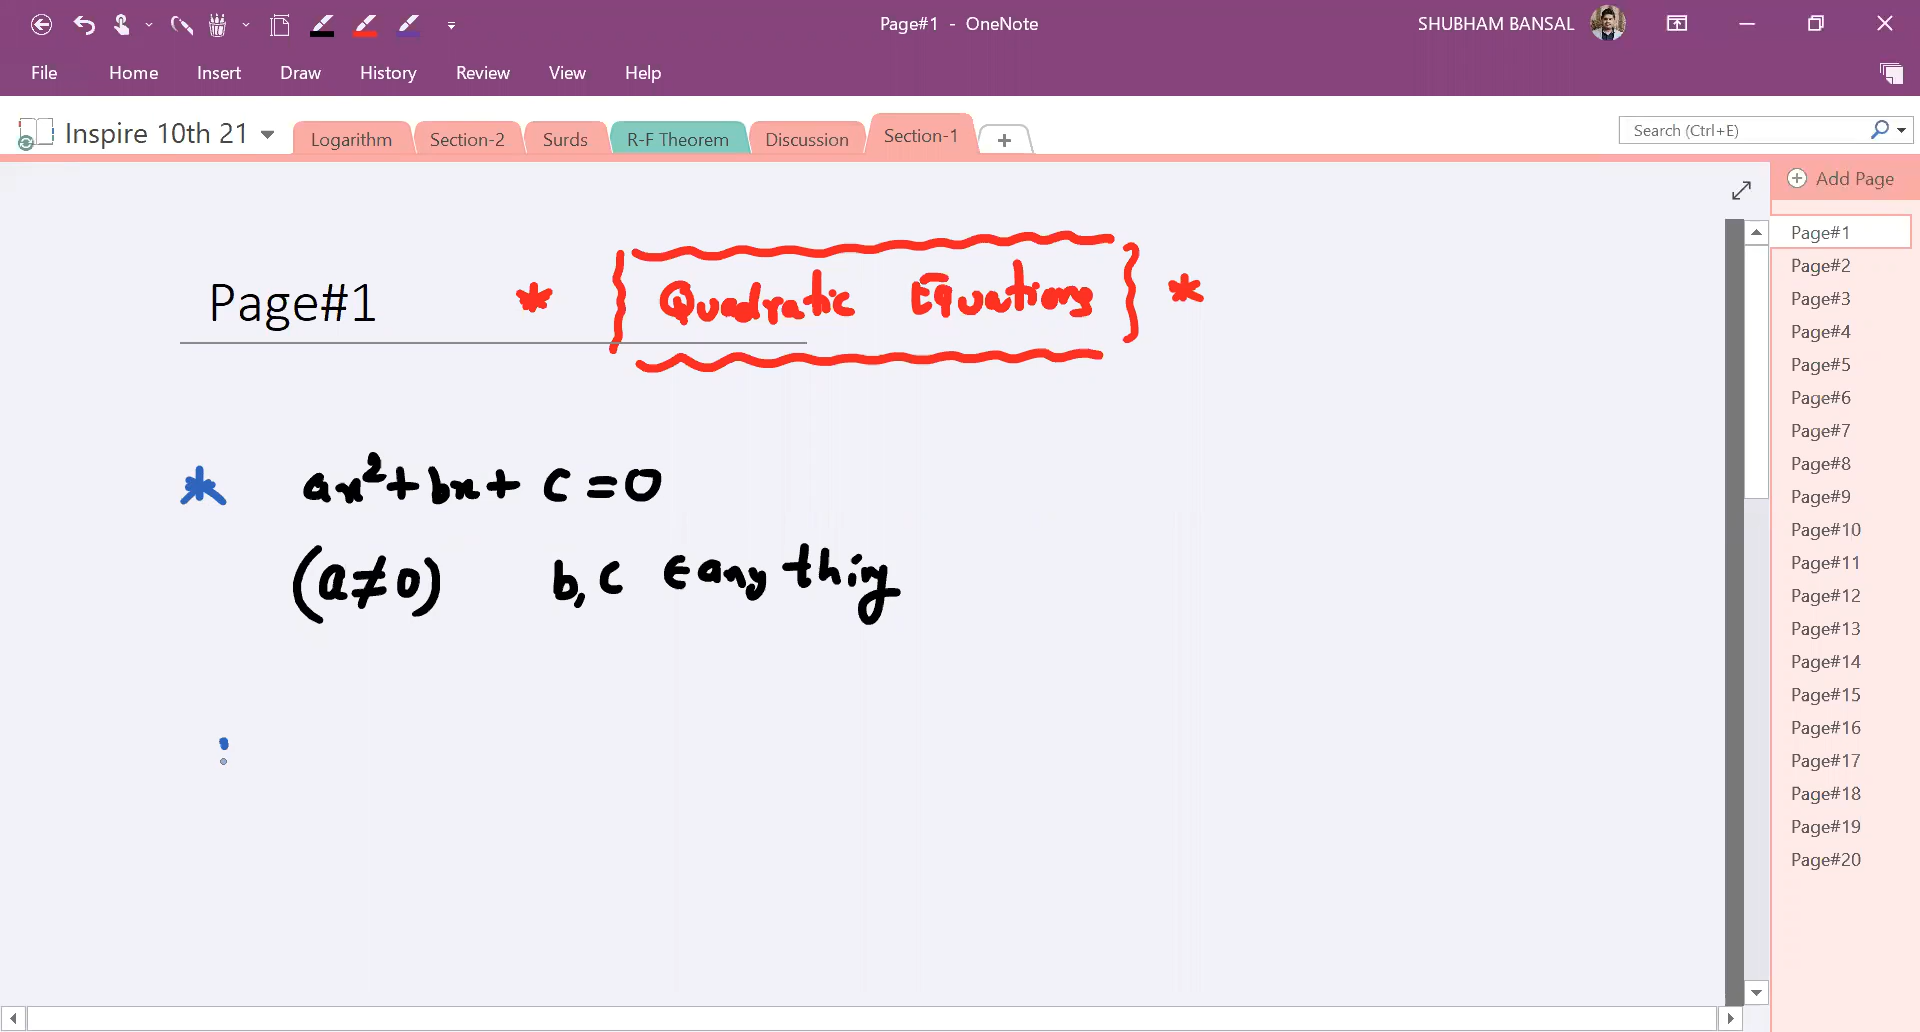 Page#1 - OneNote
SHUBHAM BANSAL
File Home Insert Draw History Review View Help
Inspire 10th 21
Logarithm Section-2 Surds R-F Theorem Discussion Section-1
Search (Ctrl+E)
Add Page
Page#1
* Quadratic Equations *
* ax²+bx+ c =0
(a≠0) b, c ∈ any thing
Page#1
Page#2
Page#3
Page#4
Page#5
Page#6
Page#7
Page#8
Page#9
Page#10
Page#11
Page#12
Page#13
Page#14
Page#15
Page#16
Page#17
Page#18
Page#19
Page#20